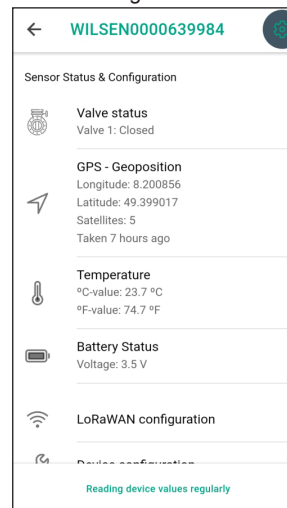 WILSEN0000639984
Sensor Status & Configuration
Valve status
Valve 1: Closed
GPS - Geoposition
Longitude: 8.200856
Latitude: 49.399017
Satellites: 5
Taken 7 hours ago
Temperature
ºC-value: 23.7 ºC
ºF-value: 74.7 ºF
Battery Status
Voltage: 3.5 V
LoRaWAN configuration
Device configuration
Reading device values regularly